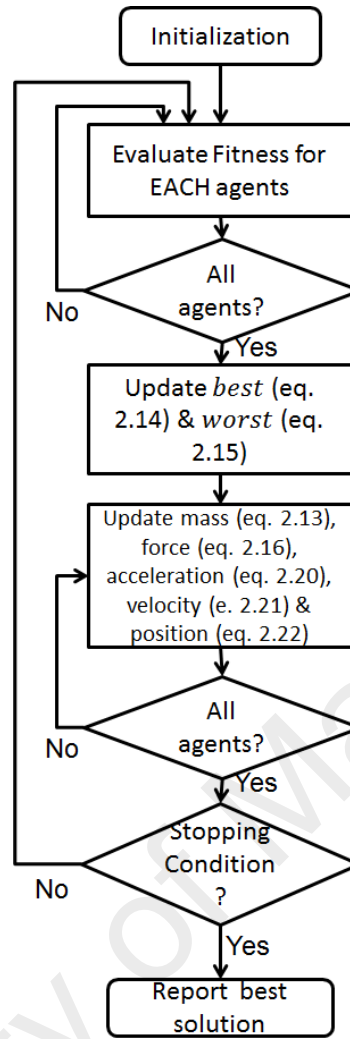 Initialization
Evaluate Fitness for
EACH agents
All
agents?
No
Yes
Update best (eq.
2.14) & worst (eq.
2.15)
Update mass (eq. 2.13),
force (eq. 2.16),
acceleration (eq. 2.20),
velocity (e. 2.21) &
position (eq. 2.22)
All
agents?
No
Yes
Stopping
Condition
?
No
Yes
Report best
solution
of Ma